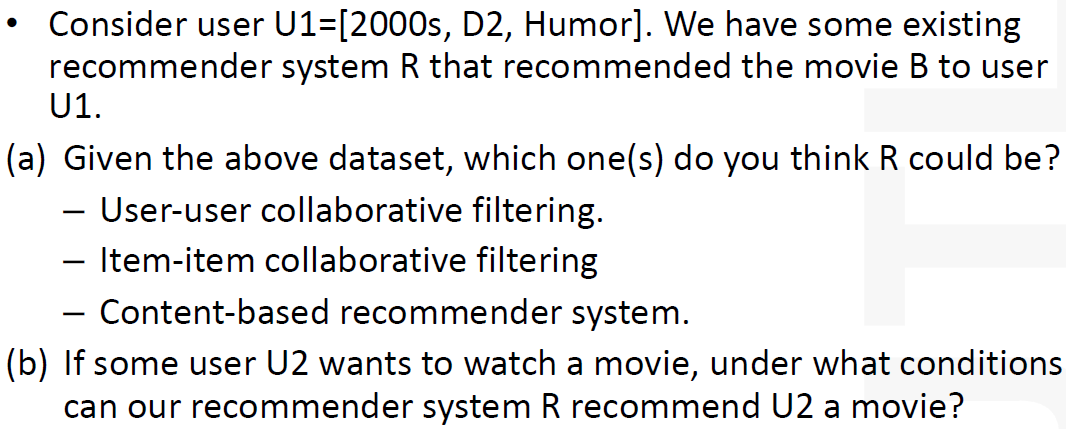 • Consider user U1=[2000s, D2, Humor]. We have some existing
recommender system R that recommended the movie B to user
U1.
(a) Given the above dataset, which one(s) do you think R could be?
– User-user collaborative filtering.
– Item-item collaborative filtering
– Content-based recommender system.
(b) If some user U2 wants to watch a movie, under what conditions
can our recommender system R recommend U2 a movie?